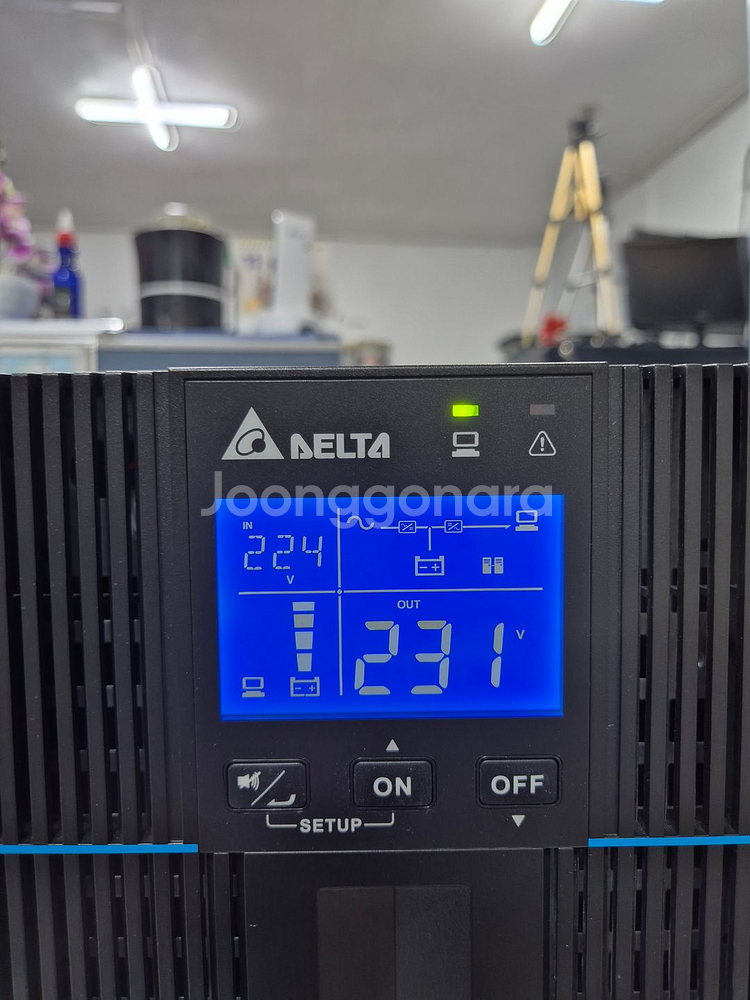 DELTA
Joonggonara
IN
224
V
OUT
231 V
ON
OFF
SETUP